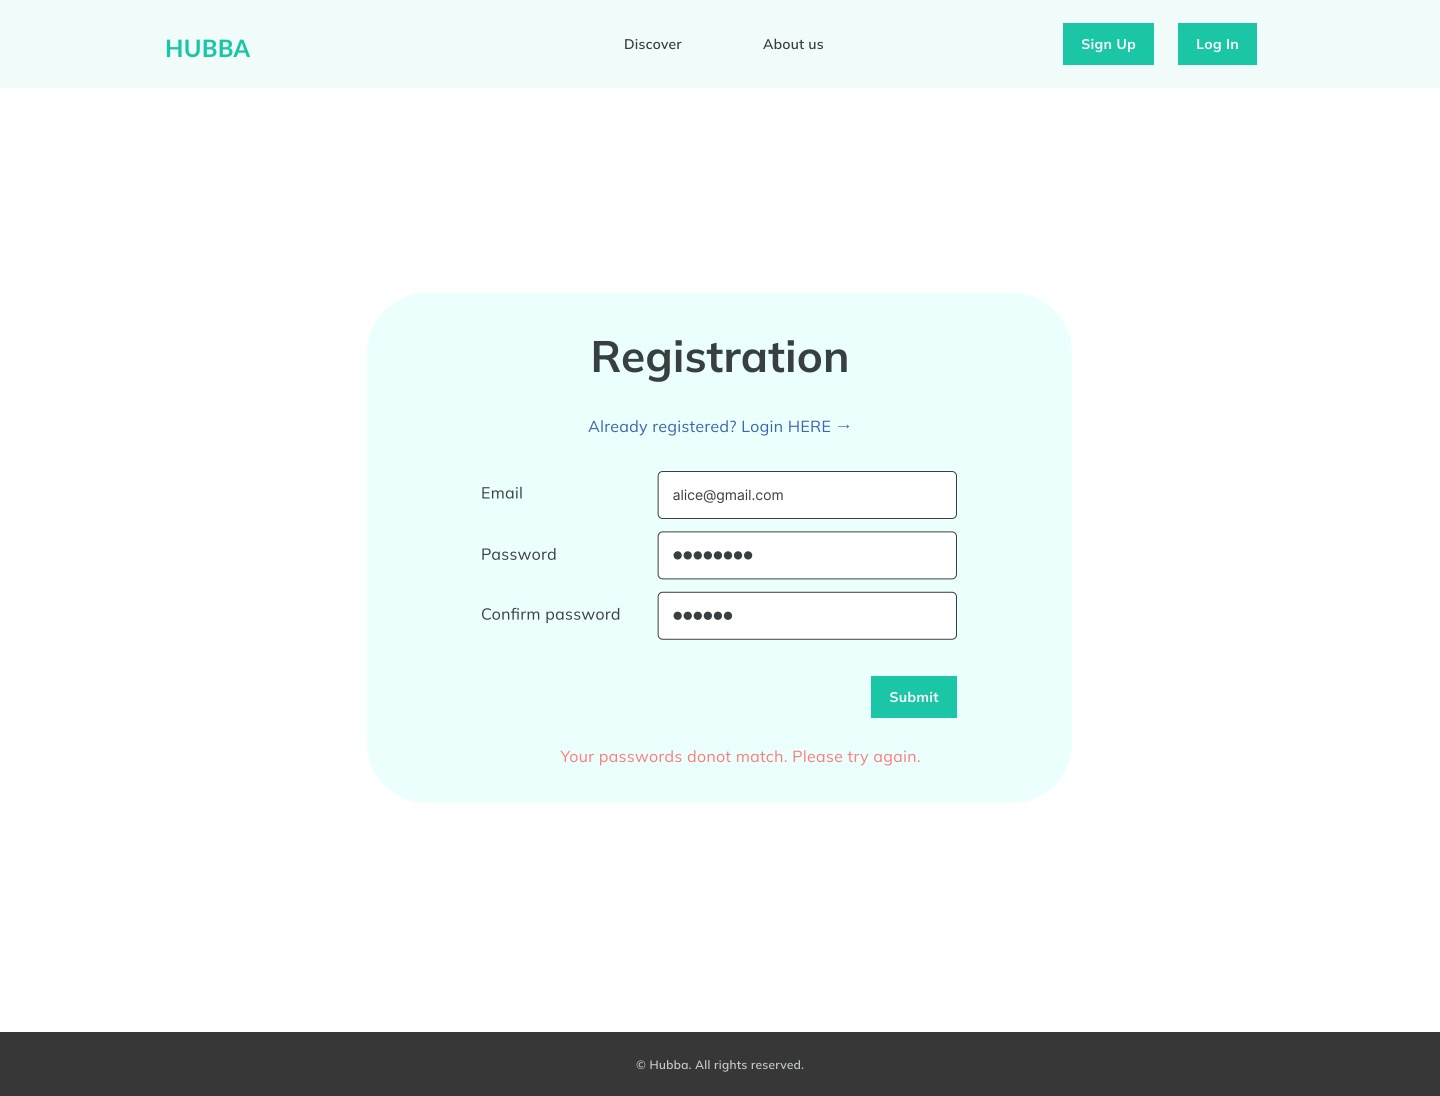 HUBBA
Discover
About us
Sign Up
Log In
Registration
Already registered? Login HERE →
Email
alice@gmail.com
Password
●●●●●●●●
Confirm password
●●●●●●
Submit
Your passwords donot match. Please try again.
© Hubba. All rights reserved.